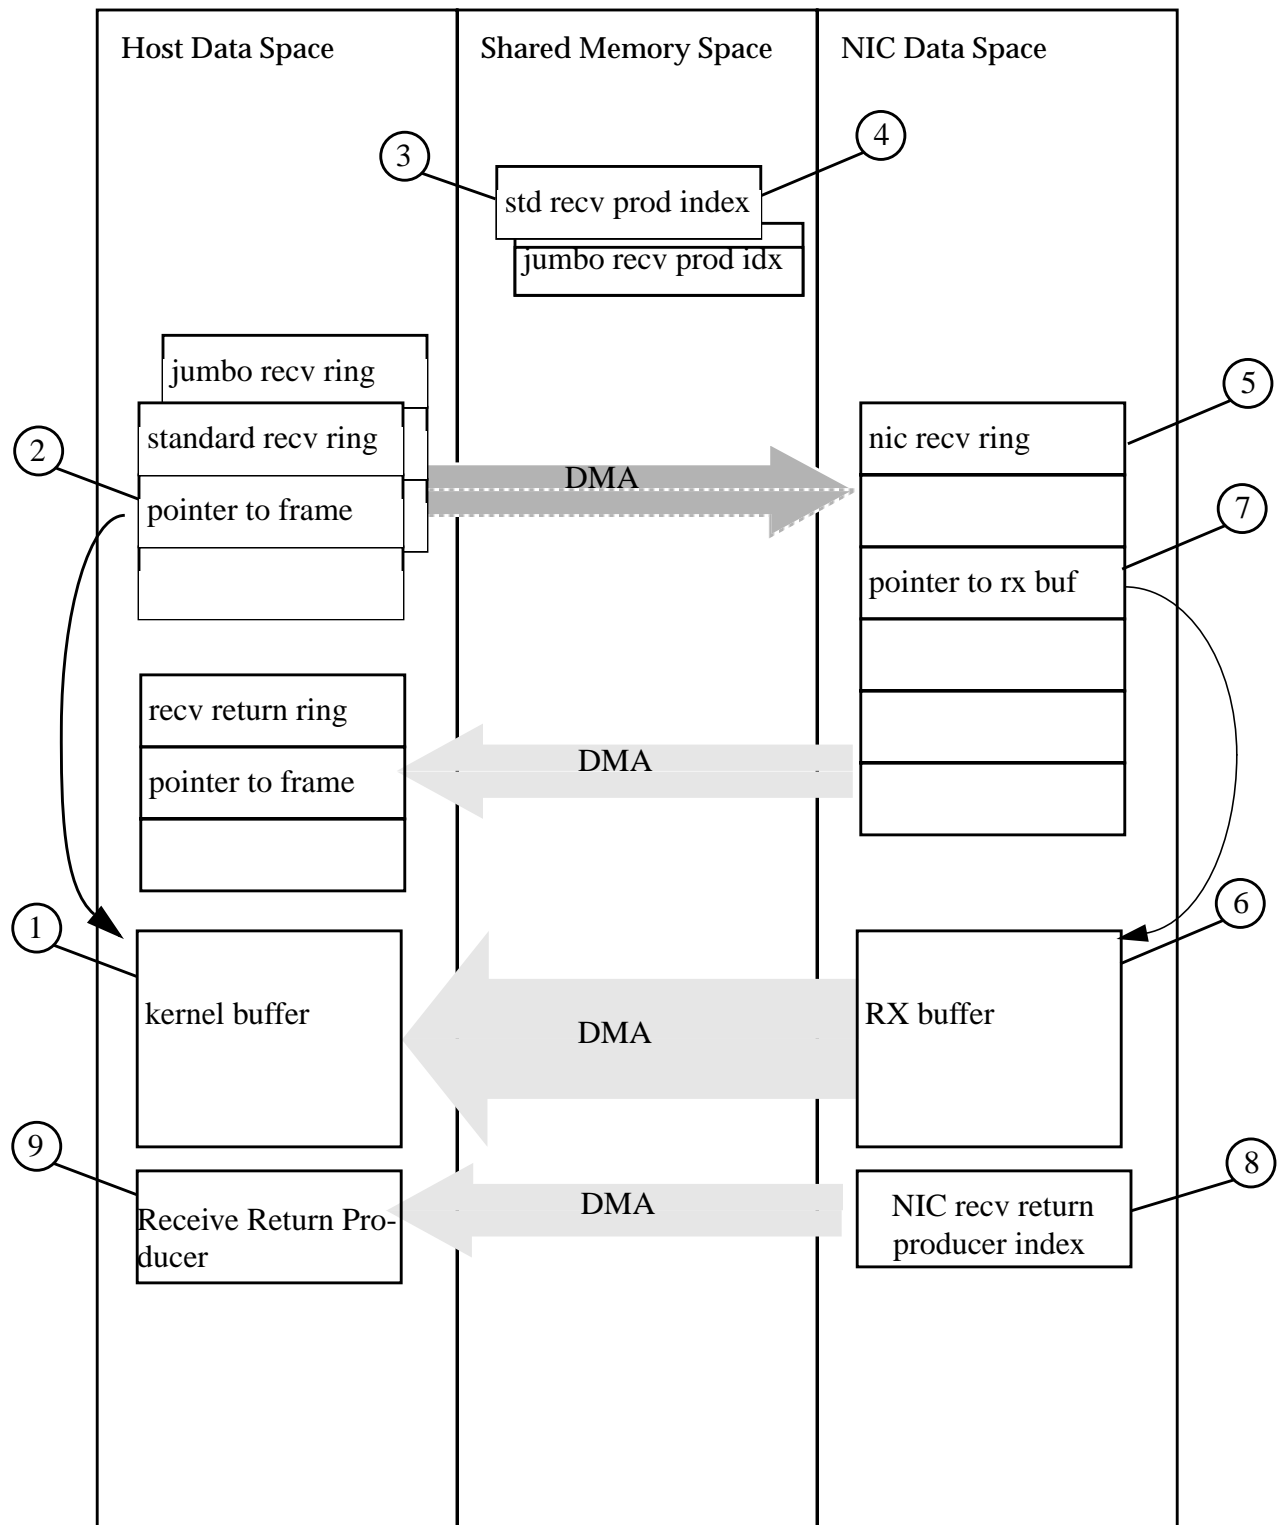 Host Data Space
Shared Memory Space
NIC Data Space
4
3
std recv prod index
jumbo recv prod idx
jumbo recv ring
5
standard recv ring
nic recv ring
2
DMA
pointer to frame
7
pointer to rx buf
recv return ring
DMA
pointer to frame
6
1
kernel buffer
DMA
RX buffer
9
8
Receive Return Pro-
ducer
DMA
NIC recv return
producer index